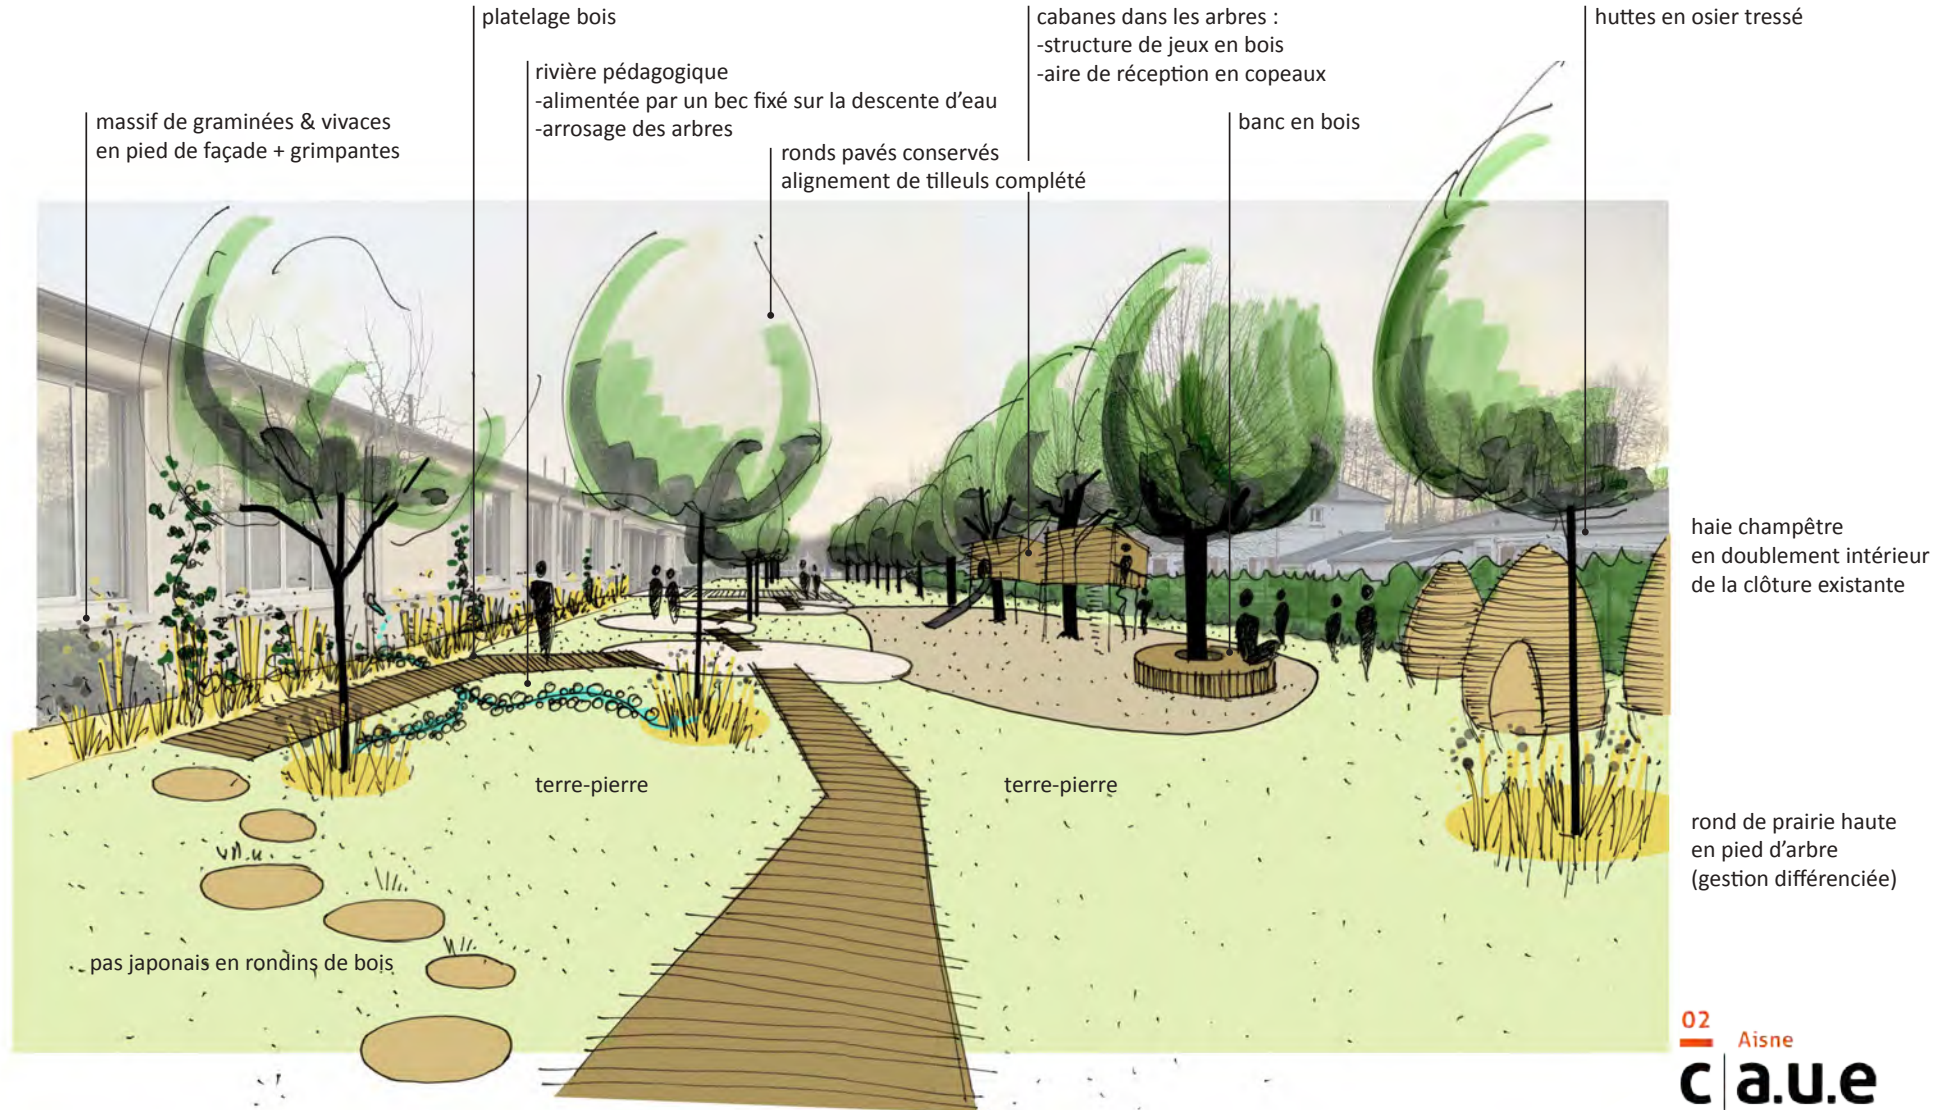 platelage bois
cabanes dans les arbres :
-structure de jeux en bois
-aire de réception en copeaux
huttes en osier tressé
rivière pédagogique
-alimentée par un bec fixé sur la descente d'eau
-arrosage des arbres
massif de graminées & vivaces
en pied de façade + grimpantes
banc en bois
ronds pavés conservés
alignement de tilleuls complété
haie champêtre
en doublement intérieur
de la clôture existante
terre-pierre
terre-pierre
rond de prairie haute
en pied d'arbre
(gestion différenciée)
pas japonais en rondins de bois
02
Aisne
c|a.u.e